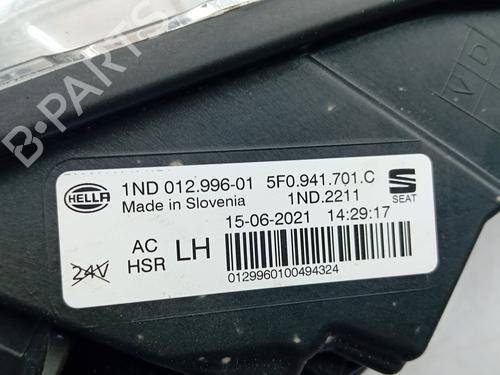 HELLA
1ND 012.996-01 5F0.941.701.C
Made in Slovenia 1ND.2211
SEAT
15-06-2021 14:29:17
AC
HSR LH
24V
0129960100494324
B-PARTS
VD